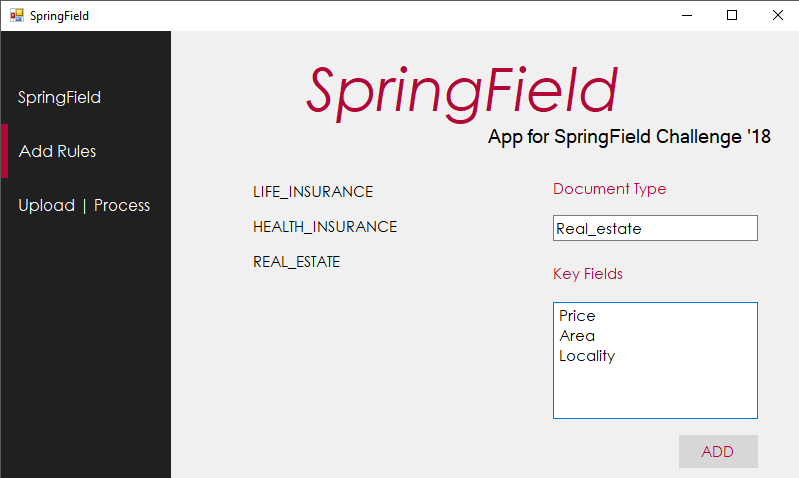 SpringField
SpringField
Add Rules
Upload | Process
SpringField
App for SpringField Challenge '18
LIFE_INSURANCE
HEALTH_INSURANCE
REAL_ESTATE
Document Type
Real_estate
Key Fields
Price
Area
Locality
ADD